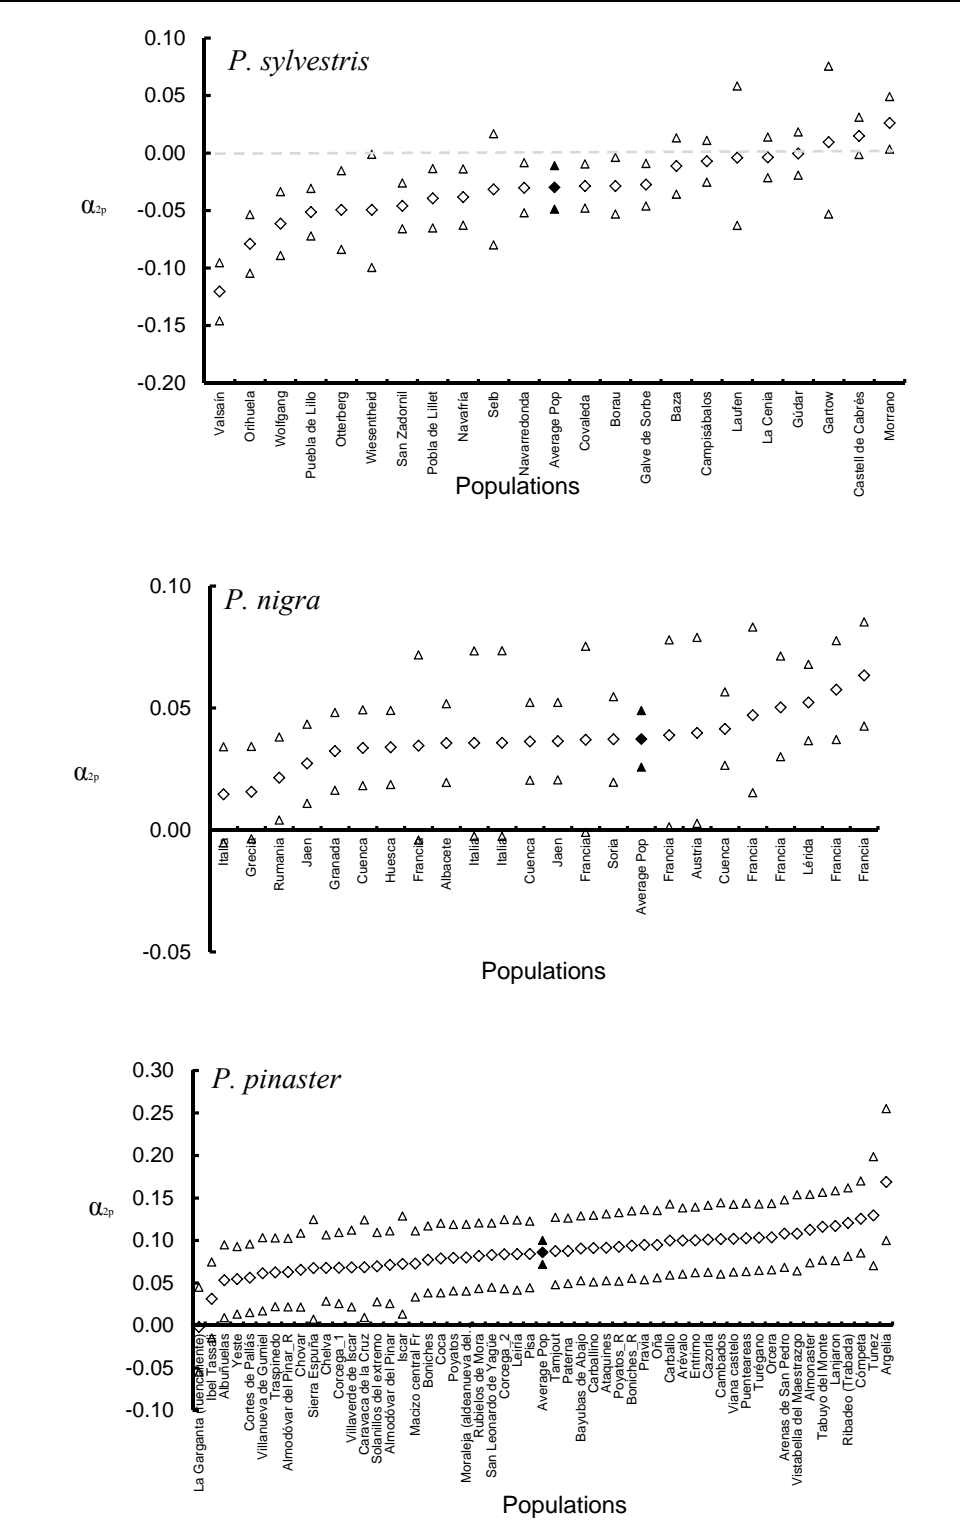 P. sylvestris
0.10
0.05
0.00
-0.05
-0.10
-0.15
-0.20
α2p
Valsaín
Orihuela
Wolfgang
Puebla de Lillo
Otterberg
Wiesentheid
San Zadornil
Pobla de Lillet
Navafría
Selb
Navarredonda
Average Pop
Covaleda
Borau
Galve de Sorbe
Baza
Campisábalos
Laufen
La Cenia
Gúdar
Gartow
Castell de Cabrés
Morrano
Populations
P. nigra
0.10
0.05
0.00
-0.05
α2p
Italia
Grecia
Rumania
Jaen
Granada
Cuenca
Huesca
Francia
Albacete
Italia
Italia
Cuenca
Jaen
Francia
Soria
Average Pop
Francia
Austria
Cuenca
Francia
Francia
Lérida
Francia
Francia
Populations
P. pinaster
0.30
0.25
0.20
0.15
0.10
0.05
0.00
-0.05
-0.10
α2p
La Garganta (fuencaliente)
Ibel Tassali
Albuñuelas
Yeste
Cortes de Pallás
Villanueva de Gumiel
Traspinedo
Almodóvar del Pinar_R
Chovar
Sierra Espuña
Chelva
Corcega_1
Villaverde de Iscar
Caravaca de la Cruz
Solanillos del extremo
Almodóvar del Pinar
Iscar
Macizo central Fr
Boniches
Coca
Poyatos
Moraleja (aldeanueva del.
Rubielos de Mora
San Leonardo de Yagüe
Corcega_2
Leiria
Pisa
Average Pop
Tamjout
Paterna
Bayubas de Abajo
Carballino
Ataquines
Poyatos_R
Boniches_R
Pravia
Oña
Carballo
Arévalo
Entrimo
Cazorla
Cambados
Viana castelo
Puenteareas
Turégano
Orcera
Arenas de San Pedro
Vistabella del Maestrazgo
Almonaster
Tabuyo del Monte
Lanjaron
Ribadeo (Trabada)
Cómpeta
Tunez
Argelia
Populations